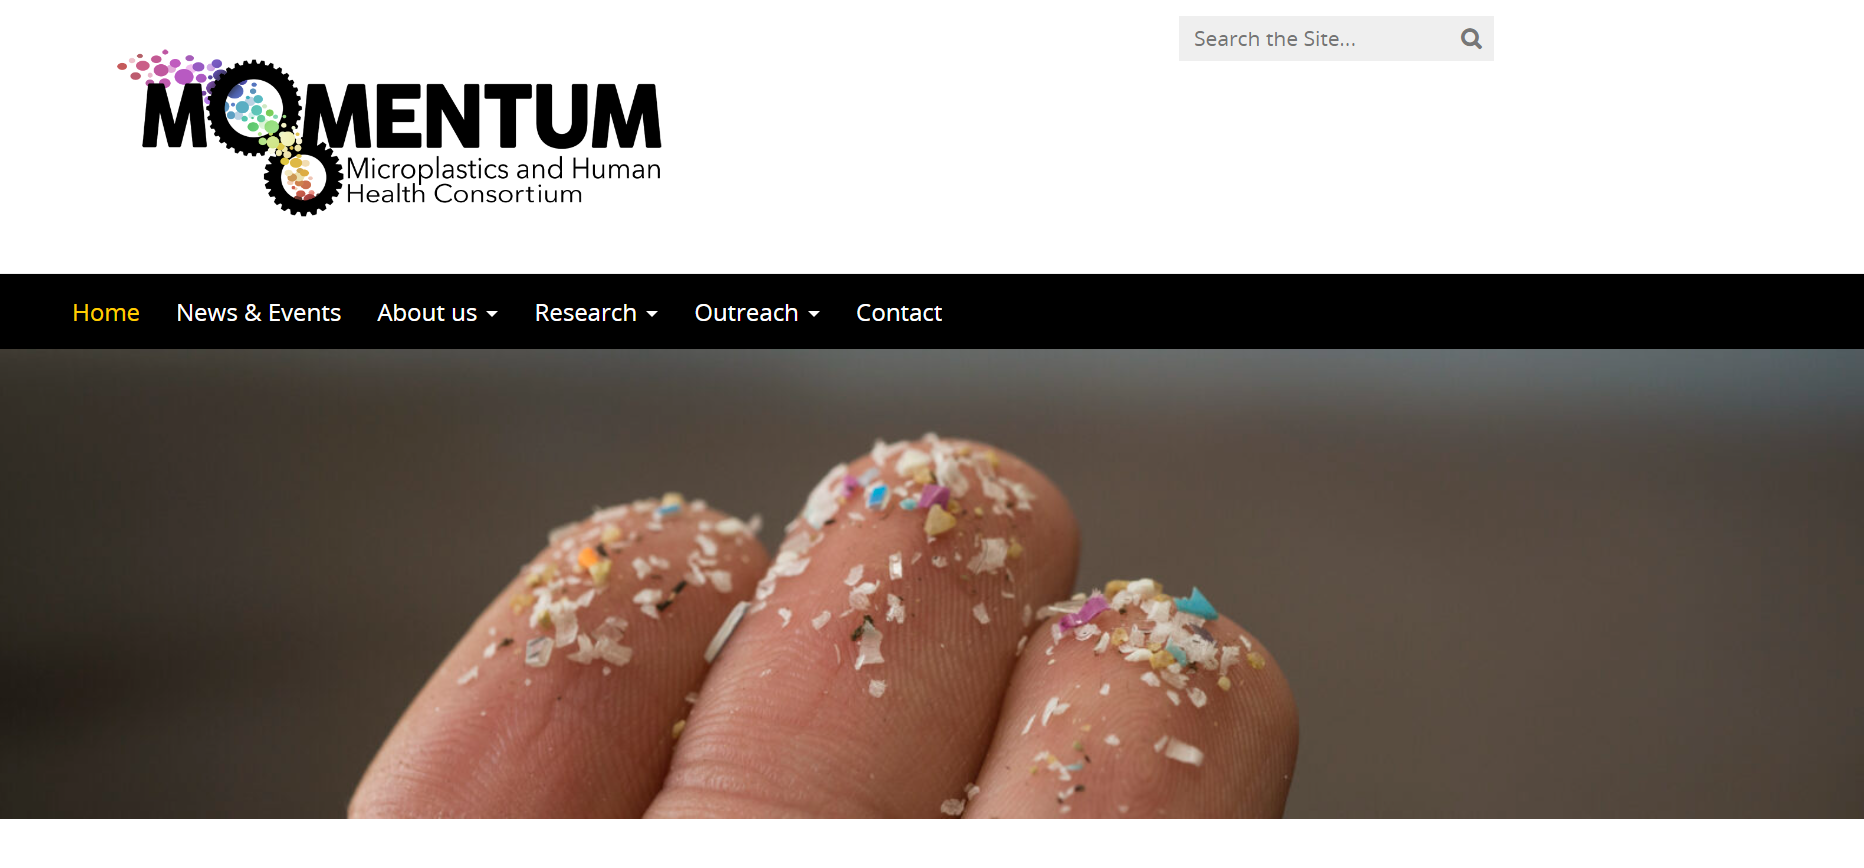 Search the Site...
MOMENTUM
Microplastics and Human
Health Consortium
Home News & Events About us Research Outreach Contact